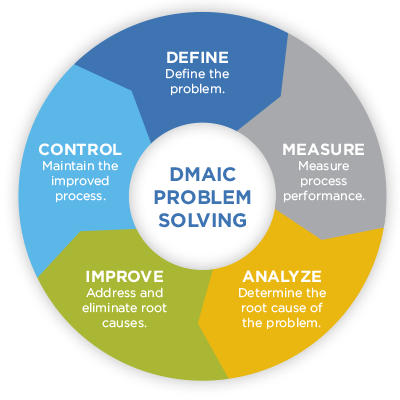 DEFINE
Define the
problem.
MEASURE
Measure
process
performance.
ANALYZE
Determine the
root cause of
the problem.
IMPROVE
Address and
eliminate root
causes.
CONTROL
Maintain the
improved
process.
DMAIC
PROBLEM
SOLVING